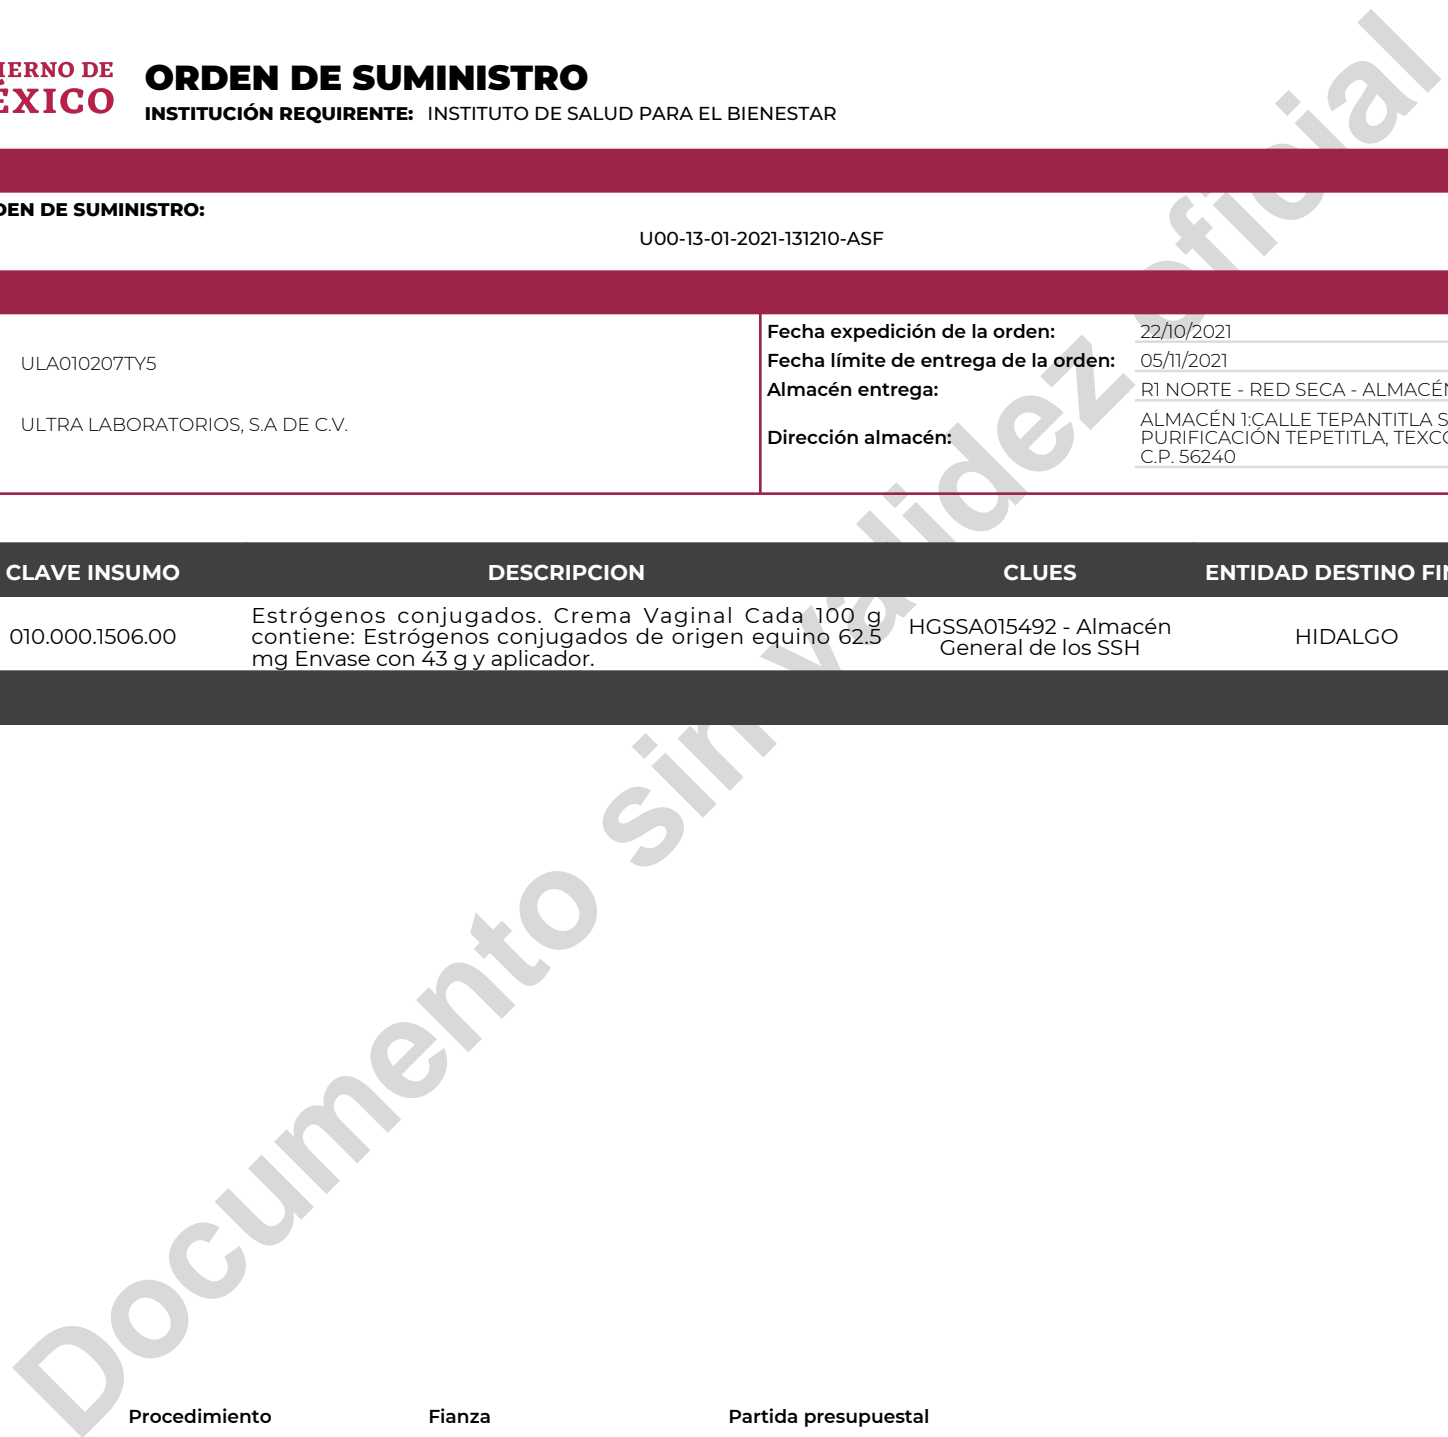 IERNO DE
ÉXICO
ORDEN DE SUMINISTRO
INSTITUCIÓN REQUIRENTE: INSTITUTO DE SALUD PARA EL BIENESTAR
DEN DE SUMINISTRO:
U00-13-01-2021-131210-ASF
ULA010207TY5
ULTRA LABORATORIOS, S.A DE C.V.
Fecha expedición de la orden: 22/10/2021
Fecha límite de entrega de la orden: 05/11/2021
Almacén entrega: R1 NORTE - RED SECA - ALMACÉN
Dirección almacén: ALMACÉN 1:CALLE TEPANTITLA S
PURIFICACIÓN TEPETITLA, TEXCO
C.P. 56240
CLAVE INSUMO DESCRIPCION CLUES ENTIDAD DESTINO FIN
010.000.1506.00
Estrógenos conjugados. Crema Vaginal Cada 100 g
contiene: Estrógenos conjugados de origen equino 62.5
mg Envase con 43 g y aplicador.
HGSSA015492 - Almacén
General de los SSH
HIDALGO
Documento sin validez oficial
Procedimiento Fianza Partida presupuestal